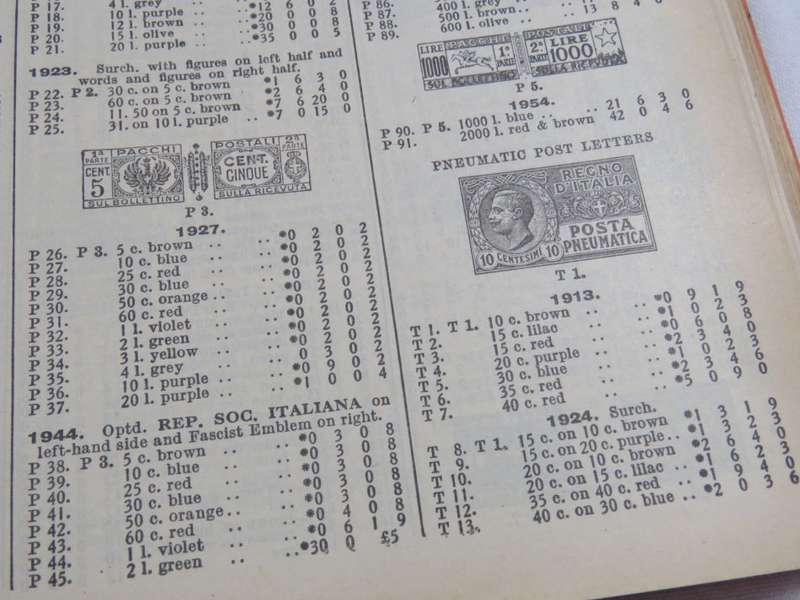 P 17. 4 l. grey •12 6 0 3
P 18. 10 l. purple •20 0 0 8
P 19. 12 l. brown •30 0 0 8
P 20. 15 l. olive •35 0 0 5
P 21. 20 l. purple
1923. Surch. with figures on left half and
words and figures on right half.
P 22. P 2. 30 c. on 5 c. brown •1 6 3 0
P 23. 60 c. on 5 c. brown •2 6 4 0
P 24. 1 l. 50 on 5 c. brown •7 6 20 0
P 25. 3 l. on 10 l. purple •7 0 15 0
1ª PARTE PACCHI POSTALI 2ª PARTE
CENT. 5 CENT. CINQUE
SUL BOLLETTINO SULLA RICEVUTA
P 3.
1927.
P 26. P 3. 5 c. brown •0 2 0 2
P 27. 10 c. blue •0 2 0 2
P 28. 25 c. red •0 2 0 2
P 29. 30 c. blue •0 2 0 2
P 30. 50 c. orange •0 2 0 2
P 31. 60 c. red •0 2 0 2
P 32. 1 l. violet •0 2 0 2
P 33. 2 l. green •0 2 0 2
P 34. 3 l. yellow 0 3 0 2
P 35. 4 l. grey •0 9 0 2
P 36. 10 l. purple •1 0 0 4
P 37. 20 l. purple
1944. Optd. REP. SOC. ITALIANA on
left-hand side and Fascist Emblem on right.
P 38. P 3. 5 c. brown •0 3 0 8
P 39. 10 c. blue •0 3 0 8
P 40. 25 c. red •0 3 0 8
P 41. 30 c. blue •0 3 0 8
P 42. 50 c. orange •0 3 0 8
P 43. 60 c. red •0 4 0 8
P 44. 1 l. violet •0 6 1 9
P 45. 2 l. green •30 0 £5
P 86. 400 l. grey
P 87. 500 l. brown
P 88. 600 l. olive 13 8 4 0
P 89.
LIRE 1000 PACCHI 1ª PARTE 2ª PARTE POSTALI LIRE 1000
SUL BOLLETTINO SULLA RICEVUTA
P 5.
1954.
P 90. P 5. 1000 l. blue 21 6 3 0
P 91. 2000 l. red & brown 42 0 4 6
PNEUMATIC POST LETTERS
REGNO D'ITALIA
POSTA PNEUMATICA
10 CENTESIMI 10
T 1.
1913.
T 1. T 1. 10 c. brown •0 9 1 9
T 2. 15 c. lilac •1 0 2 3
T 3. 15 c. red •0 6 0 8
T 4. 20 c. purple •2 3 4 0
T 5. 30 c. blue •1 0 2 3
T 6. 35 c. red •2 3 4 6
T 7. 40 c. red •5 0 9 0
1924. Surch.
T 8. T 1. 15 c. on 10 c. brown •1 3 1 9
T 9. 15 c. on 20 c. purple •1 3 2 3
T 10. 20 c. on 10 c. brown •2 6 4 0
T 11. 20 c. on 15 c. lilac •1 6 2 3
T 12. 35 c. on 40 c. red •1 9 4 0
T 13. 40 c. on 30 c. blue •2 0 3 6